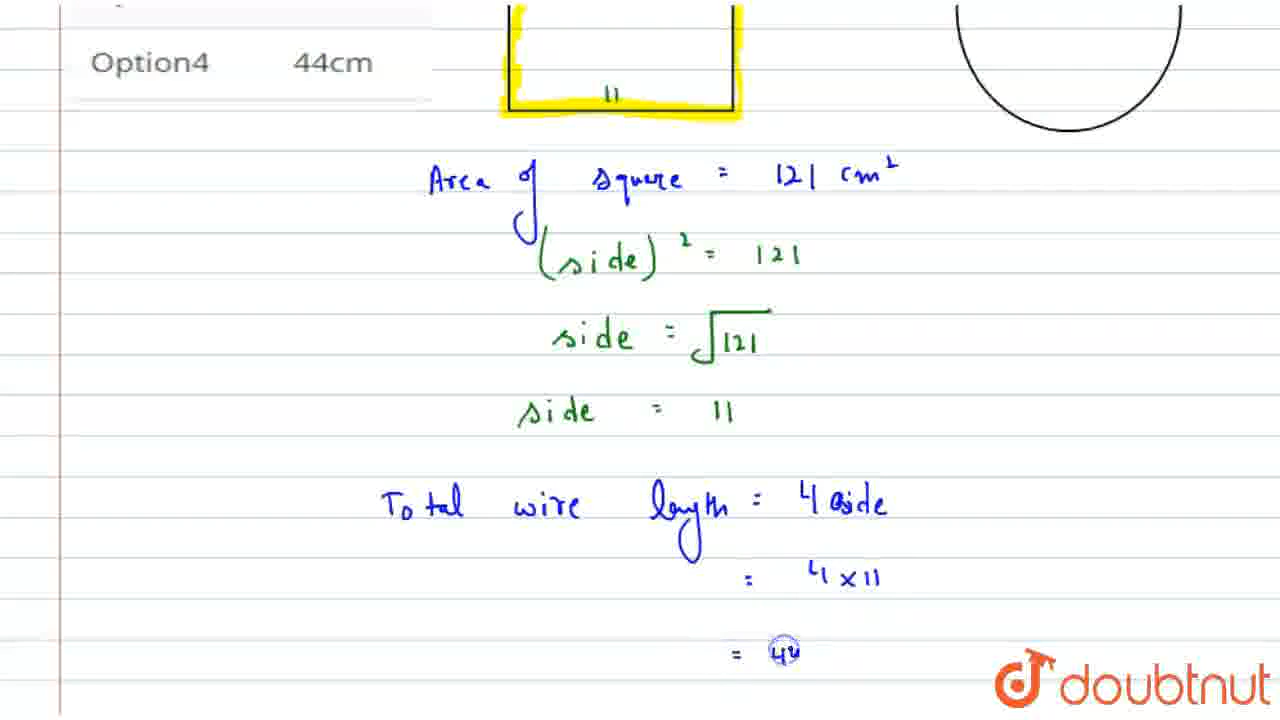 Option4 44cm
11
Area of square = 121 cm²
(side)² = 121
side = √121
side = 11
Total wire length = 4 side
= 4 × 11
= 44
doubtnut